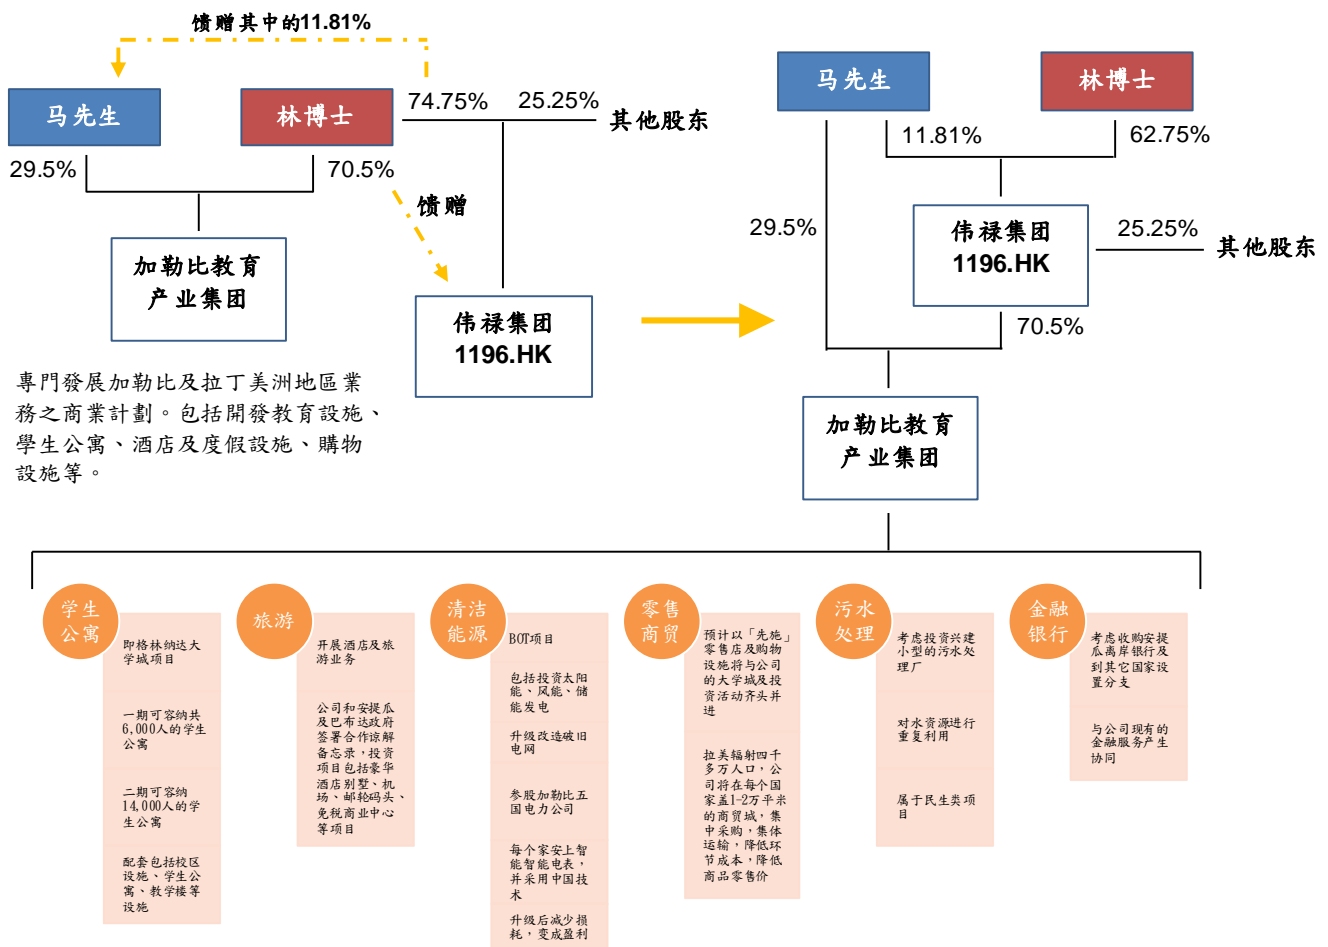 馈赠其中的11.81%
马先生
林博士
74.75%
25.25%
其他股东
29.5%
70.5%
馈赠
加勒比教育
产业集团
伟禄集团
1196.HK
專門發展加勒比及拉丁美洲地區業
務之商業計劃。包括開發教育設施、
學生公寓、酒店及度假設施、購物
設施等。
马先生
林博士
11.81%
62.75%
29.5%
伟禄集团
1196.HK
25.25%
其他股东
70.5%
加勒比教育
产业集团
学生
公寓
即格林纳达大
学城项目
一期可容纳共
6,000人的学生
公寓
二期可容纳
14,000人的学
生公寓
配套包括校区
设施、学生公
寓、教学楼等
设施
旅游
开展酒店及旅
游业务
公司和安提瓜
及巴布达政府
签署合作谅解
备忘录，投资
项目包括豪华
酒店别墅、机
场、邮轮码头、
免税商业中心
等项目
清洁
能源
BOT项目
包括投资太阳
能、风能、储
能发电
升级改造破旧
电网
参股加勒比五
国电力公司
每个家安上智
能智能电表，
并采用中国技
术
升级后减少损
耗，变成盈利
零售
商贸
预计以「先施」
零售店及购物
设施将与公司
的大学城及投
资活动齐头并
进
拉美辐射四千
多万人口，公
司将在每个国
家盖1-2万平米
的商贸城，集
中采购，集体
运输，降低环
节成本，降低
商品零售价
污水
处理
考虑投资兴建
小型的污水处
理厂
对水资源进行
重复利用
属于民生类项
目
金融
银行
考虑收购安提
瓜离岸银行及
到其它国家设
置分支
与公司现有的
金融服务产生
协同